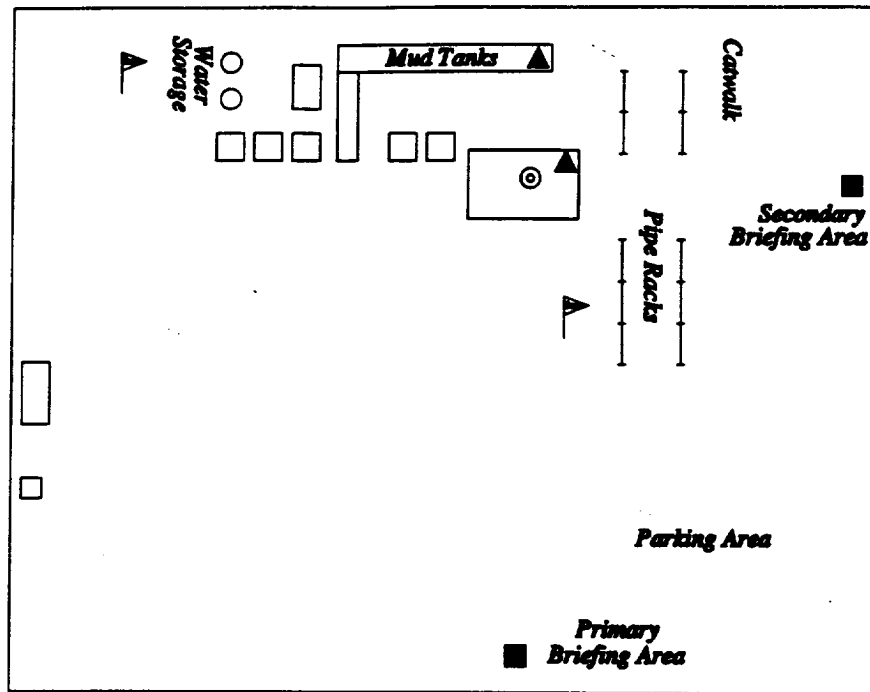 Water
Storage
Mud Tanks
Catwalk
Secondary
Briefing Area
Pipe Racks
Parking Area
Primary
Briefing Area